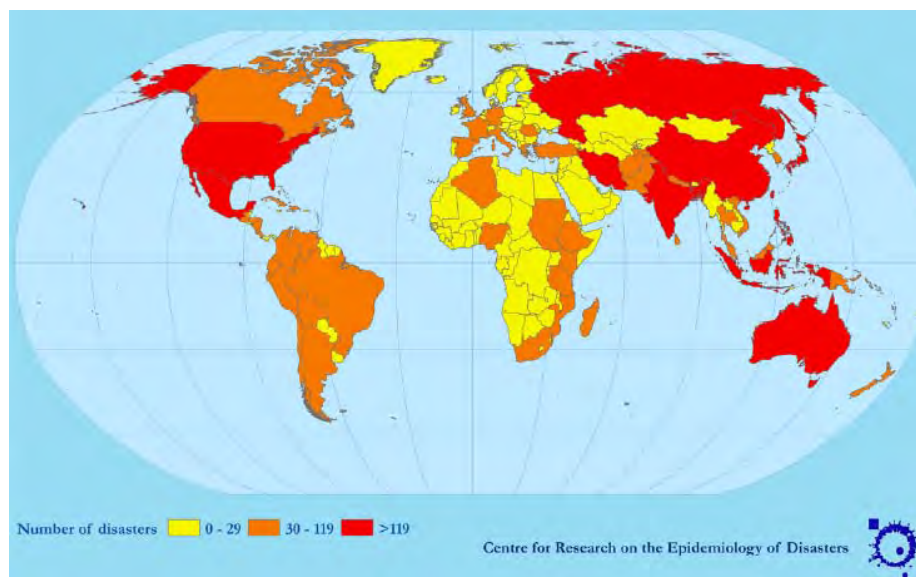 Number of disasters 0 - 29 30 - 119 >119
Centre for Research on the Epidemiology of Disasters